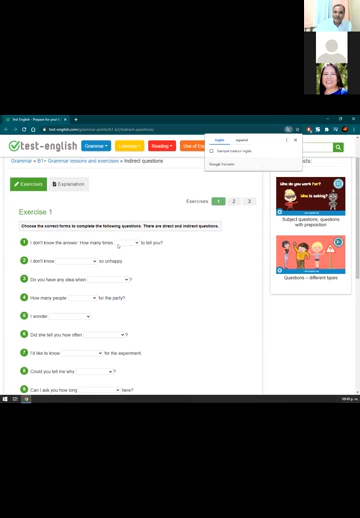 Test English - Prepare for your
test-english.com/grammar-points/b1-b2/indirect-questions/
inglés español
test-english Grammar Listening Reading Use of
Google Translate
Grammar » B1+ Grammar lessons and exercises » Indirect questions
Exercises Explanation
Exercises 1 2 3
Exercise 1
Choose the correct forms to complete the following questions. There are direct and indirect questions.
1 I don't know the answer. How many times to tell you?
2 I don't know so unhappy
3 Do you have any idea when ?
4 How many people for the party?
5 I wonder
6 Did she tell you how often ?
7 I'd like to know for the experiment
8 Could you tell me why ?
9 Can I ask you how long here?
Who do you work for?
Who is asking?
Subject questions, questions
with preposition
Questions – different types